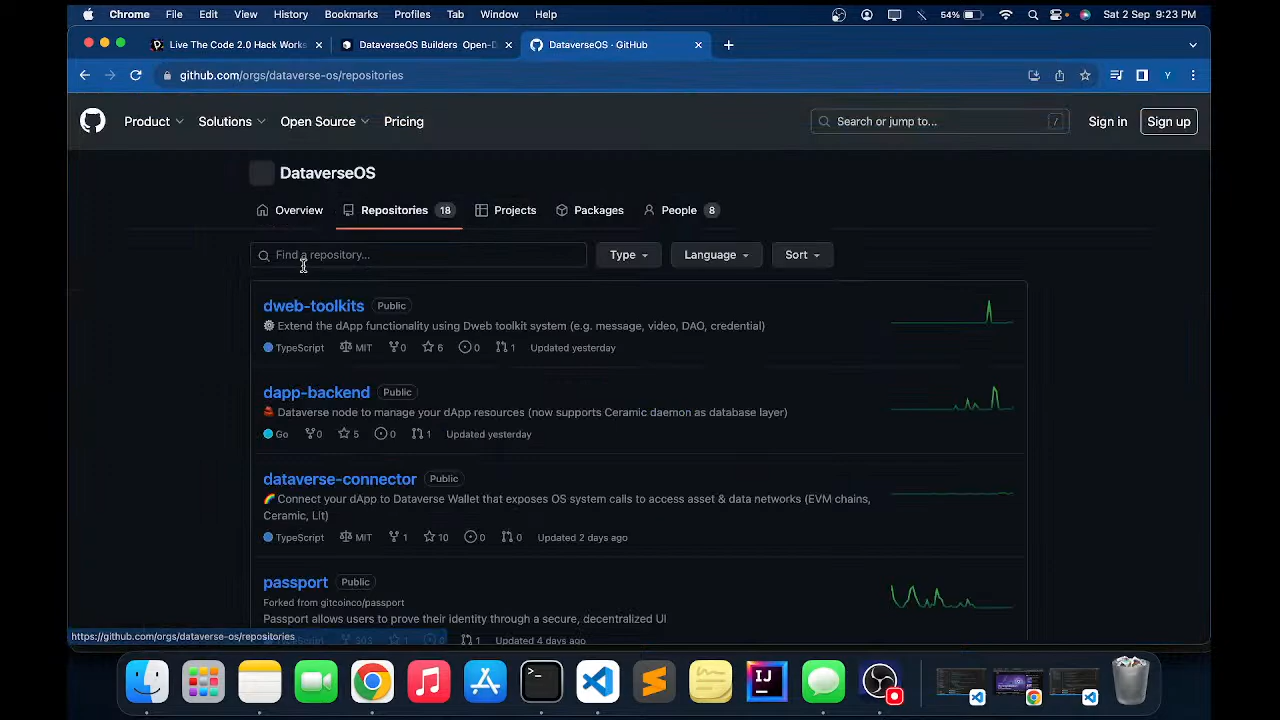 Chrome File Edit View History Bookmarks Profiles Tab Window Help 54% Sat 2 Sep 9:23 PM
Live The Code 2.0 Hack Works DataverseOS Builders Open-D DataverseOS · GitHub
github.com/orgs/dataverse-os/repositories Y
Product Solutions Open Source Pricing Search or jump to... / Sign in Sign up
DataverseOS
Overview Repositories 18 Projects Packages People 8
Find a repository... Type Language Sort
dweb-toolkits Public
Extend the dApp functionality using Dweb toolkit system (e.g. message, video, DAO, credential)
TypeScript MIT 0 6 0 1 Updated yesterday
dapp-backend Public
Dataverse node to manage your dApp resources (now supports Ceramic daemon as database layer)
Go 0 5 0 1 Updated yesterday
dataverse-connector Public
Connect your dApp to Dataverse Wallet that exposes OS system calls to access asset & data networks (EVM chains,
Ceramic, Lit)
TypeScript MIT 1 10 0 0 Updated 2 days ago
passport Public
Forked from gitcoinco/passport
Passport allows users to prove their identity through a secure, decentralized UI
https://github.com/orgs/dataverse-os/repositories 1 Updated 4 days ago
>_
IJ